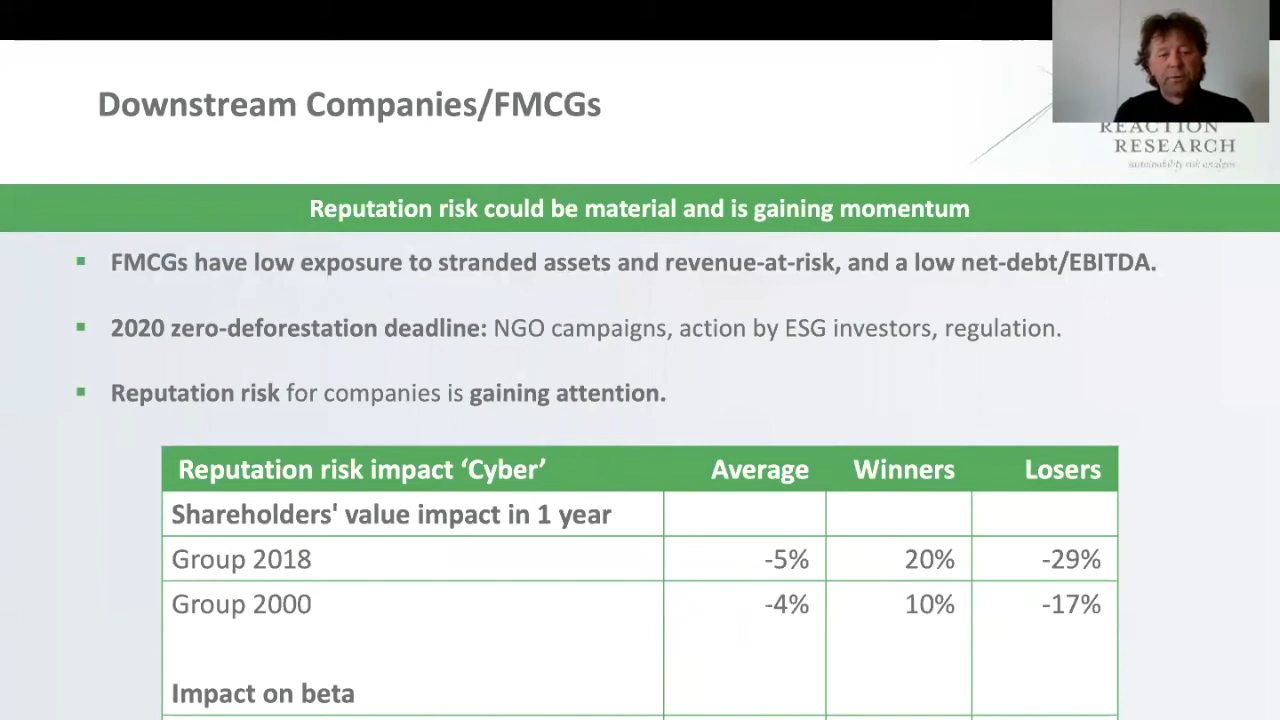 Downstream Companies/FMCGs
REACTION
RESEARCH
sustainability risk analysis
Reputation risk could be material and is gaining momentum
▪ FMCGs have low exposure to stranded assets and revenue-at-risk, and a low net-debt/EBITDA.
▪ 2020 zero-deforestation deadline: NGO campaigns, action by ESG investors, regulation.
▪ Reputation risk for companies is gaining attention.
Reputation risk impact ‘Cyber’ Average Winners Losers
Shareholders' value impact in 1 year
Group 2018 -5% 20% -29%
Group 2000 -4% 10% -17%
Impact on beta